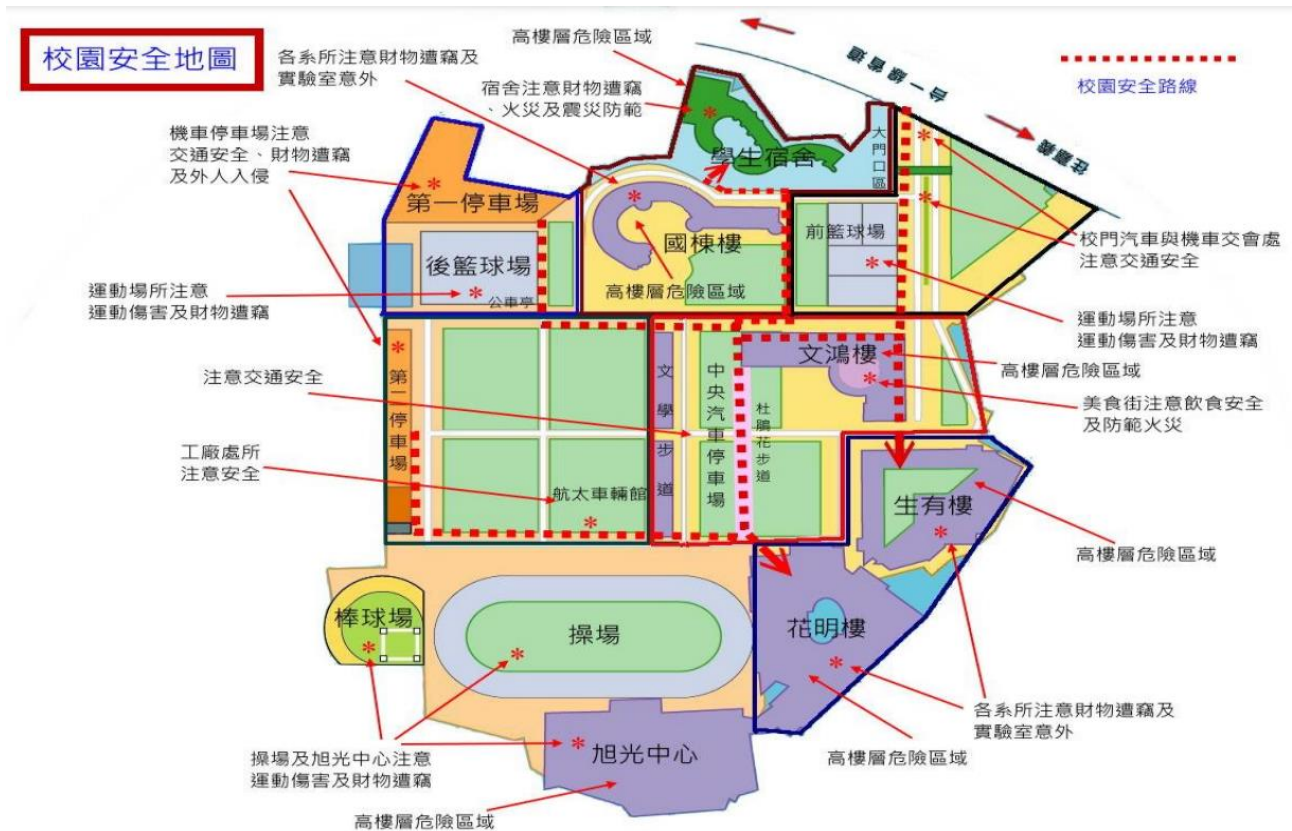 校園安全地圖
各系所注意財物遭竊及
實驗室意外
高樓層危險區域
宿舍注意財物遭竊
、火災及震災防範
台一線省道
往嘉義
校園安全路線
機車停車場注意
交通安全、財物遭竊
及外人入侵
第一停車場
學生宿舍
大門口區
後籃球場
公車亭
國棟樓
高樓層危險區域
前籃球場
校門汽車與機車交會處
注意交通安全
運動場所注意
運動傷害及財物遭竊
運動場所注意
運動傷害及財物遭竊
注意交通安全
第二停車場
文學步道
中央汽車停車場
杜鵑花步道
文鴻樓
高樓層危險區域
美食街注意飲食安全
及防範火災
工廠處所
注意安全
航太車輛館
生有樓
高樓層危險區域
棒球場
操場
花明樓
各系所注意財物遭竊及
實驗室意外
高樓層危險區域
操場及旭光中心注意
運動傷害及財物遭竊
旭光中心
高樓層危險區域